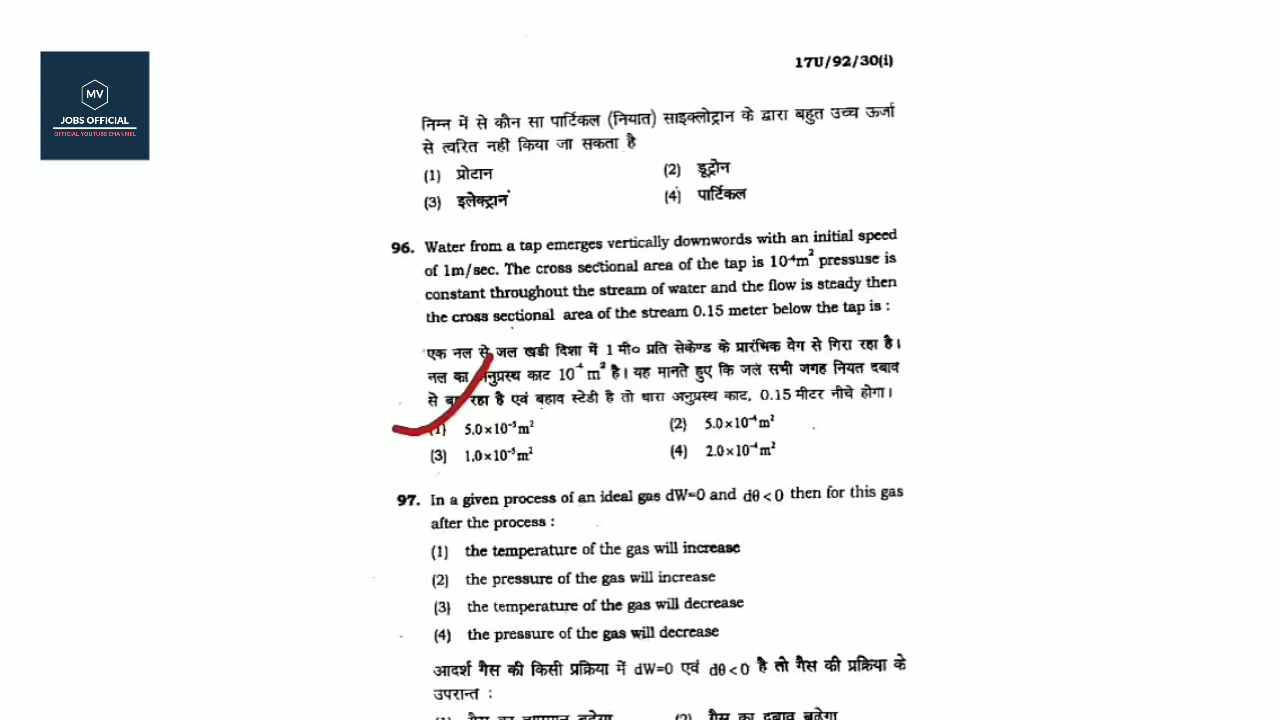 MV
JOBS OFFICIAL
OFFICIAL YOUTUBE CHANNEL
17U/92/30(i)
निम्न में से कौन सा पार्टिकल (नियात) साइक्लोट्रान के द्वारा बहुत उच्च ऊर्जा
से त्वरित नहीं किया जा सकता है
(1) प्रोटान (2) डूट्रोन
(3) इलेक्ट्रान (4) पार्टिकल
96. Water from a tap emerges vertically downwords with an initial speed
of 1m/sec. The cross sectional area of the tap is 10⁻⁴m² pressuse is
constant throughout the stream of water and the flow is steady then
the cross sectional area of the stream 0.15 meter below the tap is :
एक नल से जल खडी दिशा में 1 मी० प्रति सेकेण्ड के प्रारंभिक वेग से गिरा रहा है।
नल का अनुप्रस्थ काट 10⁻⁴ m² है। यह मानते हुए कि जल सभी जगह नियत दबाव
से बह रहा है एवं बहाव स्टेडी है तो धारा अनुप्रस्थ काट, 0.15 मीटर नीचे होगा।
(1) 5.0×10⁻⁵m² (2) 5.0×10⁻⁴m²
(3) 1.0×10⁻⁵m² (4) 2.0×10⁻⁴m²
97. In a given process of an ideal gas dW=0 and dθ<0 then for this gas
after the process :
(1) the temperature of the gas will increase
(2) the pressure of the gas will increase
(3) the temperature of the gas will decrease
(4) the pressure of the gas will decrease
आदर्श गैस की किसी प्रक्रिया में dW=0 एवं dθ<0 है तो गैस की प्रक्रिया के
उपरान्त :
(1) गैस का तापमान बढ़ेगा (2) गैस का दबाव बढ़ेगा